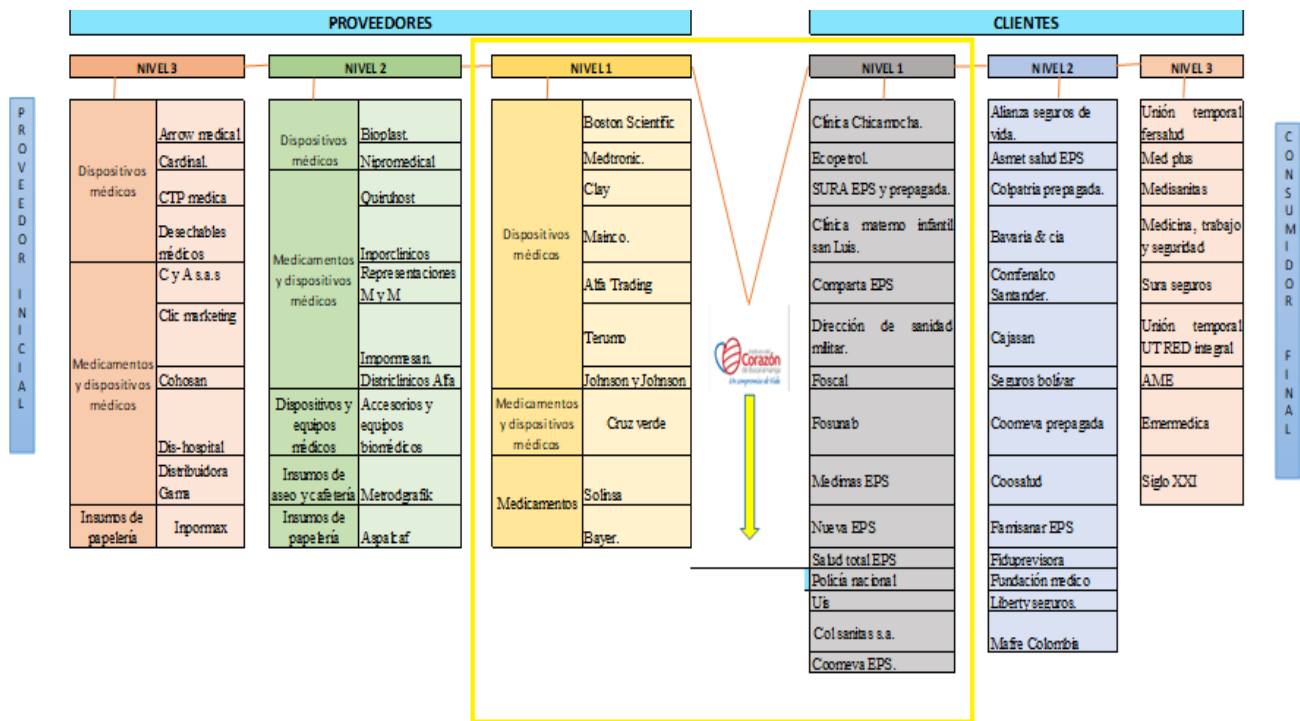 PROVEEDORES
CLIENTES
NIVEL 3
NIVEL 2
NIVEL 1
NIVEL 1
NIVEL 2
NIVEL 3
PROVEEDOR INICIAL
Dispositivos
médicos
Arrow medical
Cardinal.
CTP medica
Desechables
médicos
Medicamentos
y dispositivos
médicos
C y A s.a.s
Clic marketing
Cohosan
Dis-hospital
Distribuidora
Gama
Insumos de
papelería
Inpormax
Dispositivos
médicos
Bioplast.
Nipromedical
Medicamentos
y dispositivos
médicos
Quiruhost
Inporclinicos
Representaciones
M y M
Impormesan.
Districlinicos Alfa
Dispositivos y
equipos
médicos
Accesorios y
equipos
biomédicos
Insumos de
aseo y cafetería
Metrodgrafik
Insumos de
papelería
Aspaltaf
Dispositivos
médicos
Boston Scientific
Medtronic.
Clay
Mainco.
Alfa Trading
Terumo
Johnson y Johnson
Medicamentos
y dispositivos
médicos
Cruz verde
Medicamentos
Solinsa
Bayer.
Corazón
Un compromiso de Vida
Clínica Chicamocha.
Ecopetrol.
SURA EPS y prepagada.
Clínica materno infantil
san Luis.
Comparta EPS
Dirección de sanidad
militar.
Foscal
Fosunab
Medimas EPS
Nueva EPS
Salud total EPS
Policía nacional
Uis
Colsanitas s.a.
Coomeva EPS.
Alianza seguros de
vida.
Asmet salud EPS
Colpatria prepagada.
Bavaria & cia
Comfenalco
Santander.
Cajasan
Seguros bolívar
Coomeva prepagada
Coosalud
Famisanar EPS
Fiduprevisora
Fundación medico
Liberty seguros.
Mafre Colombia
Unión temporal
fersalud
Med plus
Medisanitas
Medicina, trabajo
y seguridad
Sura seguros
Unión temporal
UT RED integral
AME
Emermedica
Siglo XXI
CONSUMIDOR FINAL